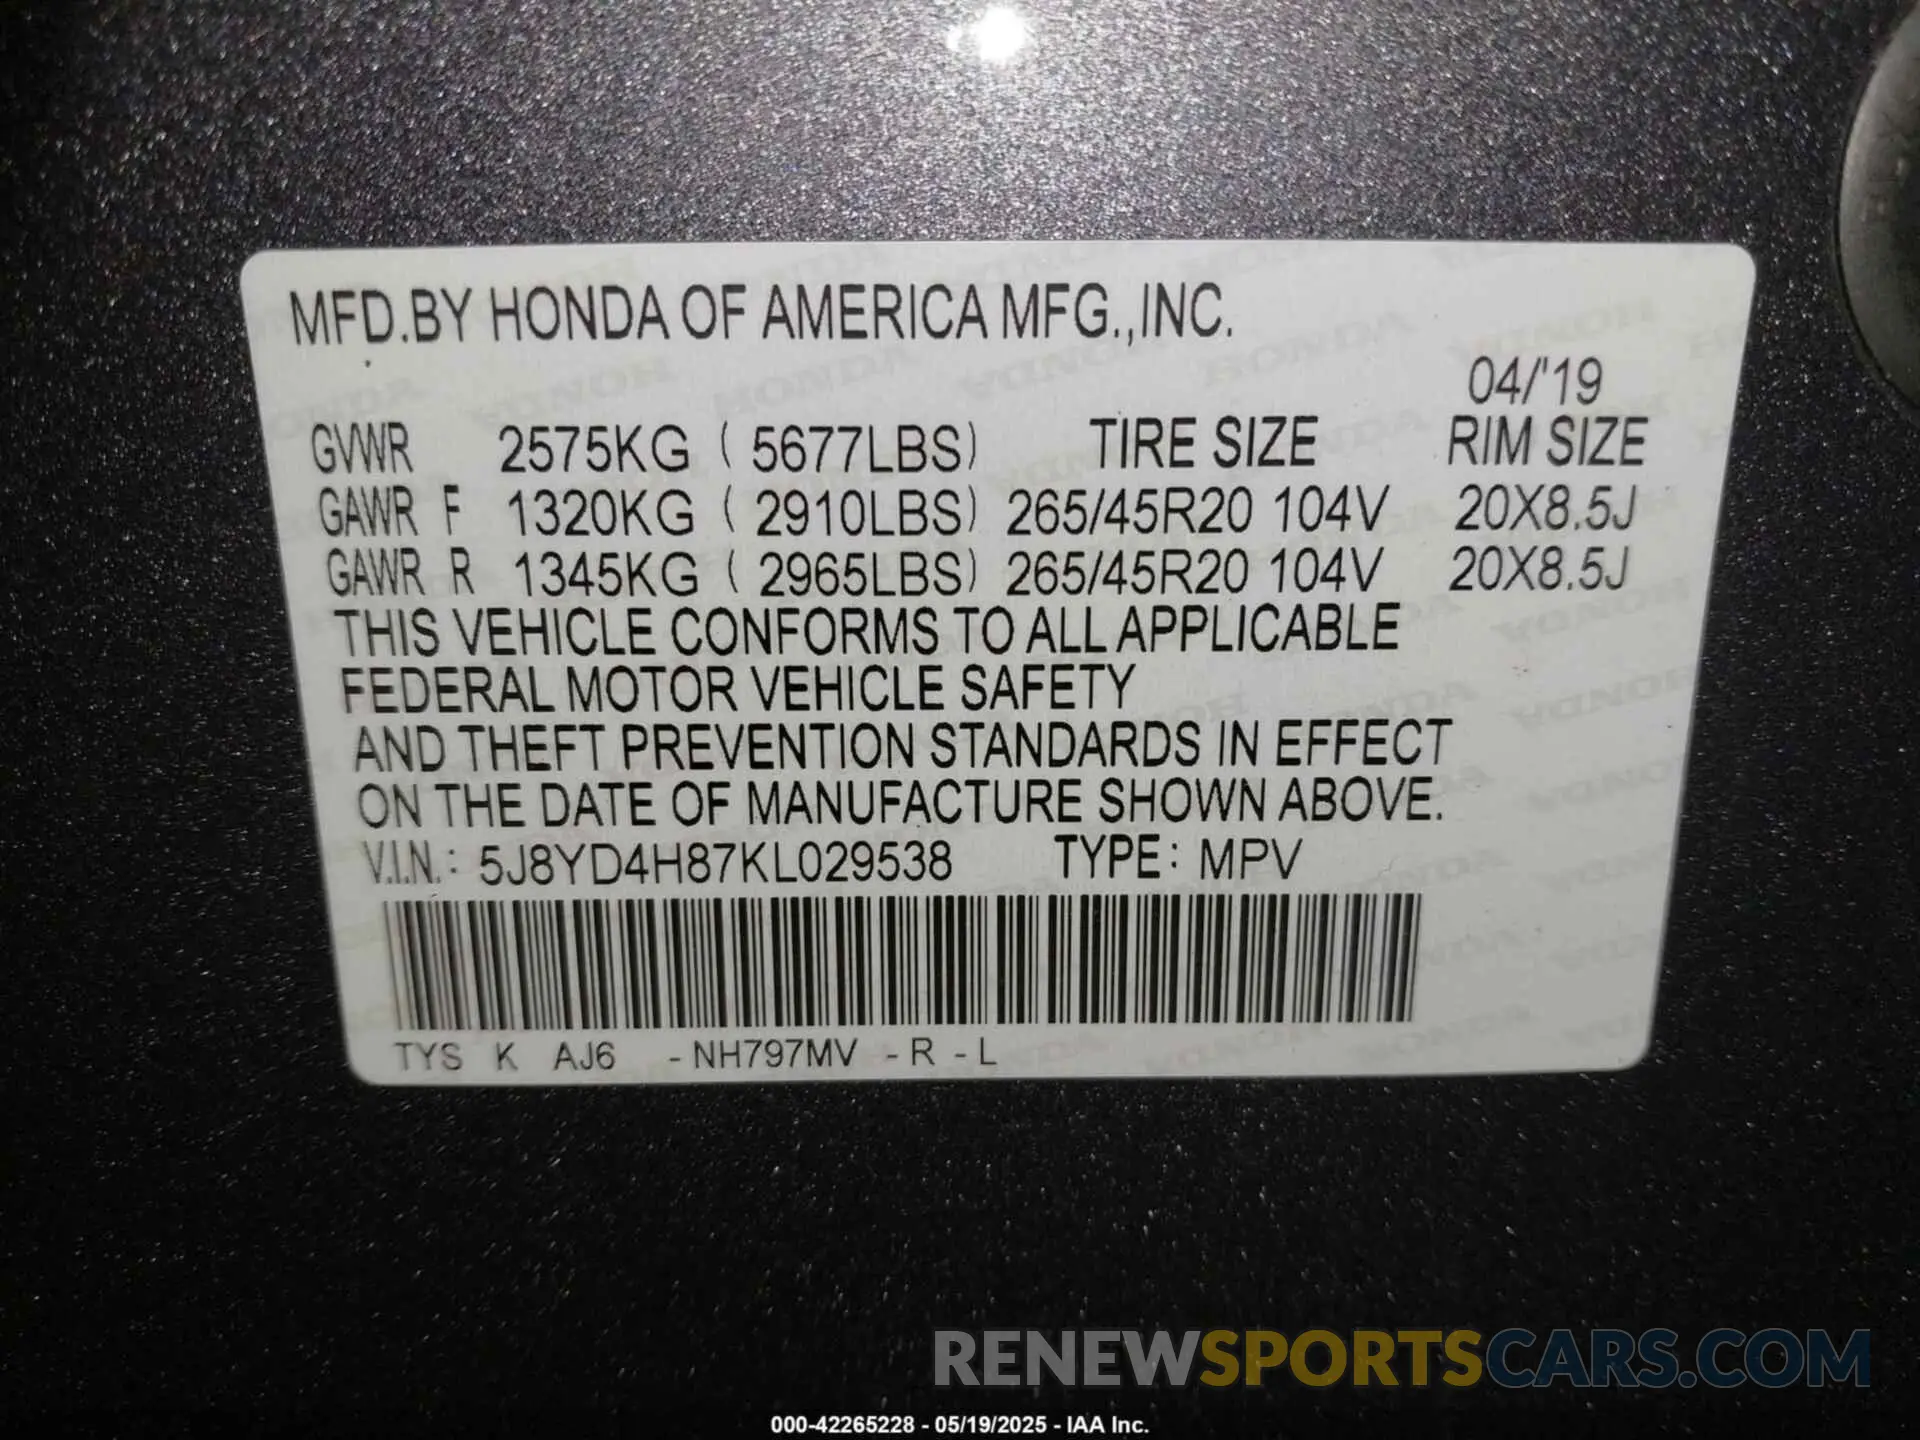 MFD.BY HONDA OF AMERICA MFG.,INC.
04/'19
GVWR 2575KG ( 5677LBS) TIRE SIZE RIM SIZE
GAWR F 1320KG ( 2910LBS) 265/45R20 104V 20X8.5J
GAWR R 1345KG ( 2965LBS) 265/45R20 104V 20X8.5J
THIS VEHICLE CONFORMS TO ALL APPLICABLE
FEDERAL MOTOR VEHICLE SAFETY
AND THEFT PREVENTION STANDARDS IN EFFECT
ON THE DATE OF MANUFACTURE SHOWN ABOVE.
V.I.N.: 5J8YD4H87KL029538 TYPE: MPV
TYS K AJ6 -NH797MV -R -L
RENEWSPORTSCARS.COM
000-42265228 - 05/19/2025 - IAA Inc.